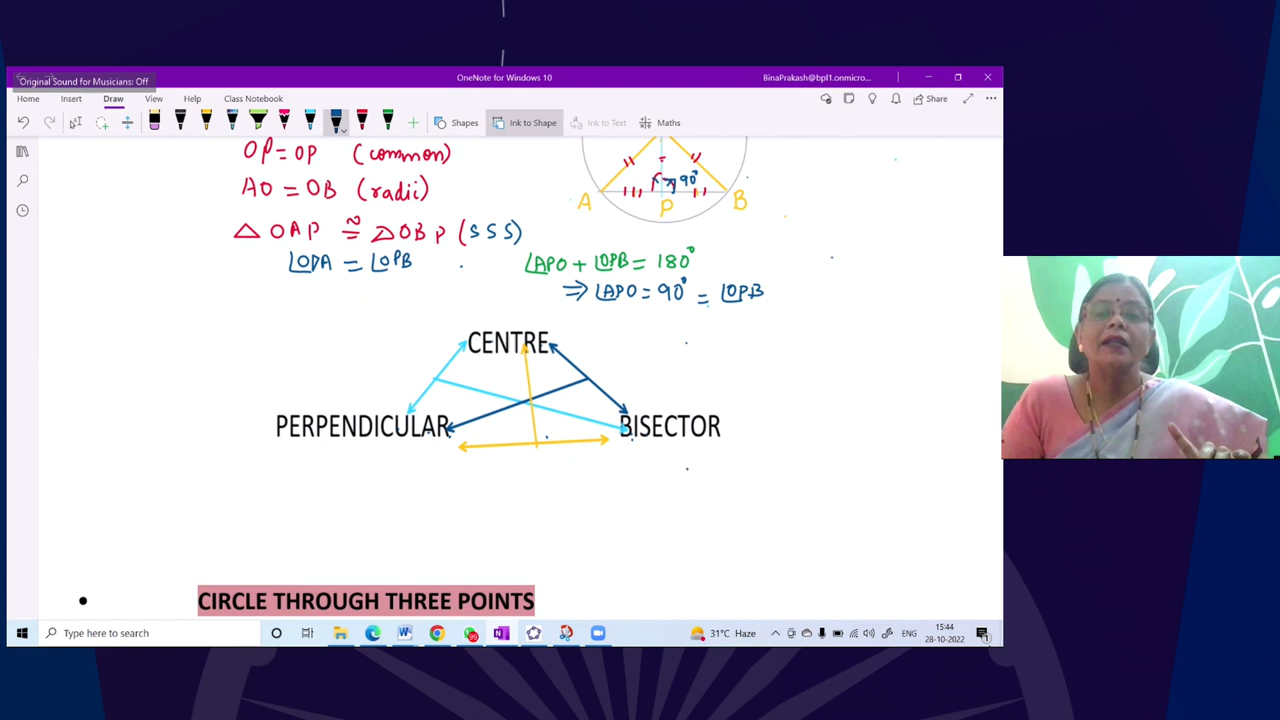 Original Sound for Musicians: Off
OneNote for Windows 10
BinaPrakash@bpl1.onmicro...
Home Insert Draw View Help Class Notebook
Share
Shapes Ink to Shape Ink to Text Maths
OP = OP (common)
AO = OB (radii)
△ OAP ≅ △ OBP (SSS)
∠OPA = ∠OPB
∠APO + ∠OPB = 180°
⇒ ∠APO = 90° = ∠OPB
90°
A P B
CENTRE
PERPENDICULAR BISECTOR
• CIRCLE THROUGH THREE POINTS
Type here to search
99
31°C Haze
ENG
15:44
28-10-2022
1